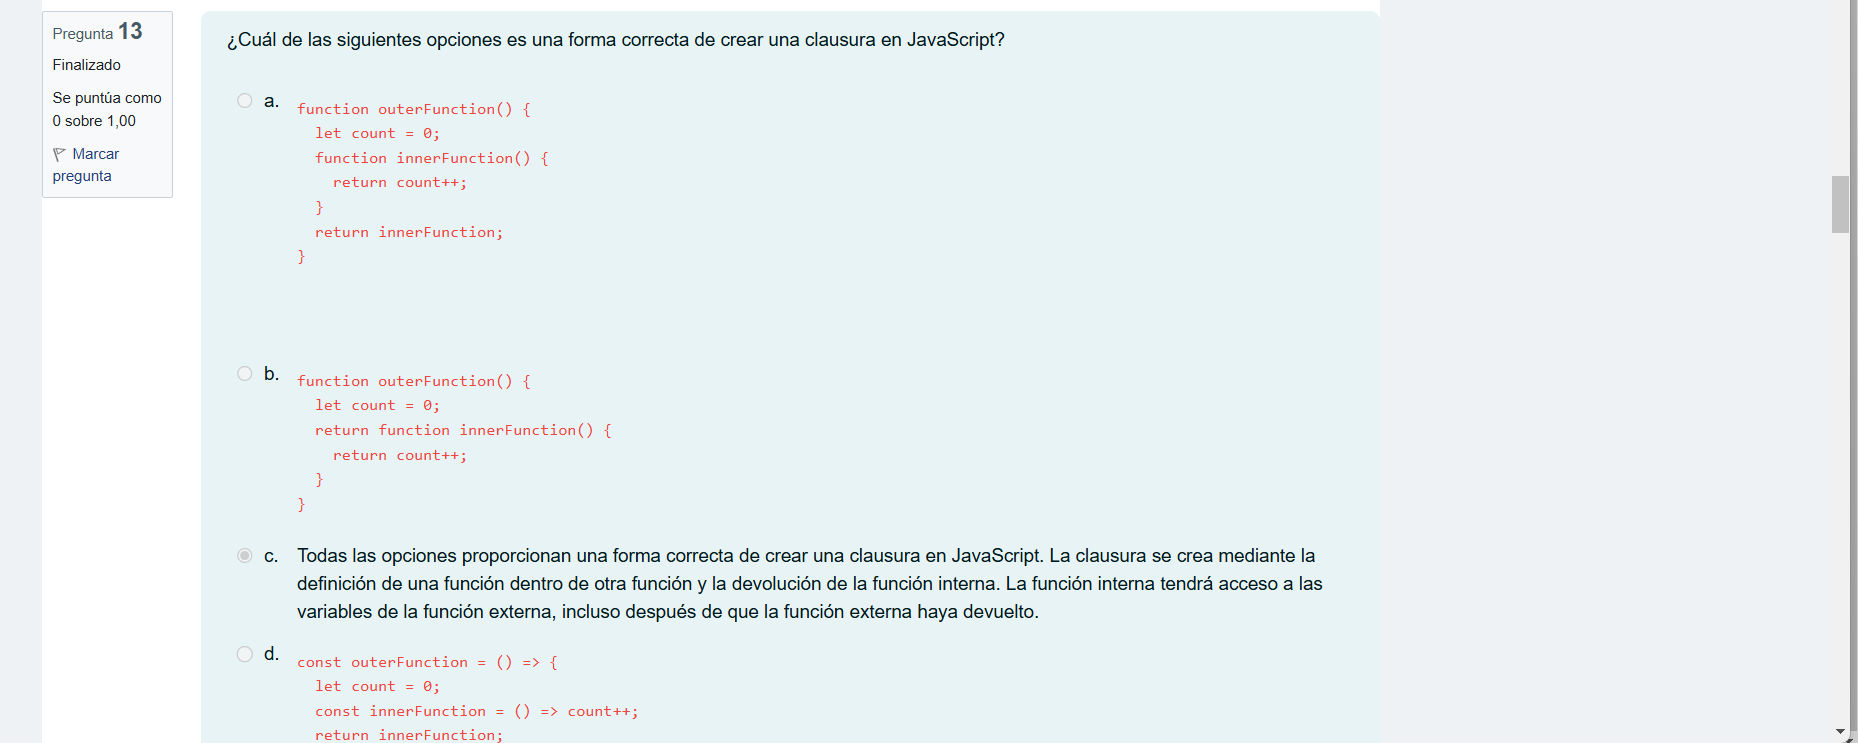 Pregunta 13
Finalizado
Se puntúa como
0 sobre 1,00
Marcar
pregunta
¿Cuál de las siguientes opciones es una forma correcta de crear una clausura en JavaScript?
a.
function outerFunction() {
  let count = 0;
  function innerFunction() {
    return count++;
  }
  return innerFunction;
}
b.
function outerFunction() {
  let count = 0;
  return function innerFunction() {
    return count++;
  }
}
c. Todas las opciones proporcionan una forma correcta de crear una clausura en JavaScript. La clausura se crea mediante la
definición de una función dentro de otra función y la devolución de la función interna. La función interna tendrá acceso a las
variables de la función externa, incluso después de que la función externa haya devuelto.
d.
const outerFunction = () => {
  let count = 0;
  const innerFunction = () => count++;
  return innerFunction;